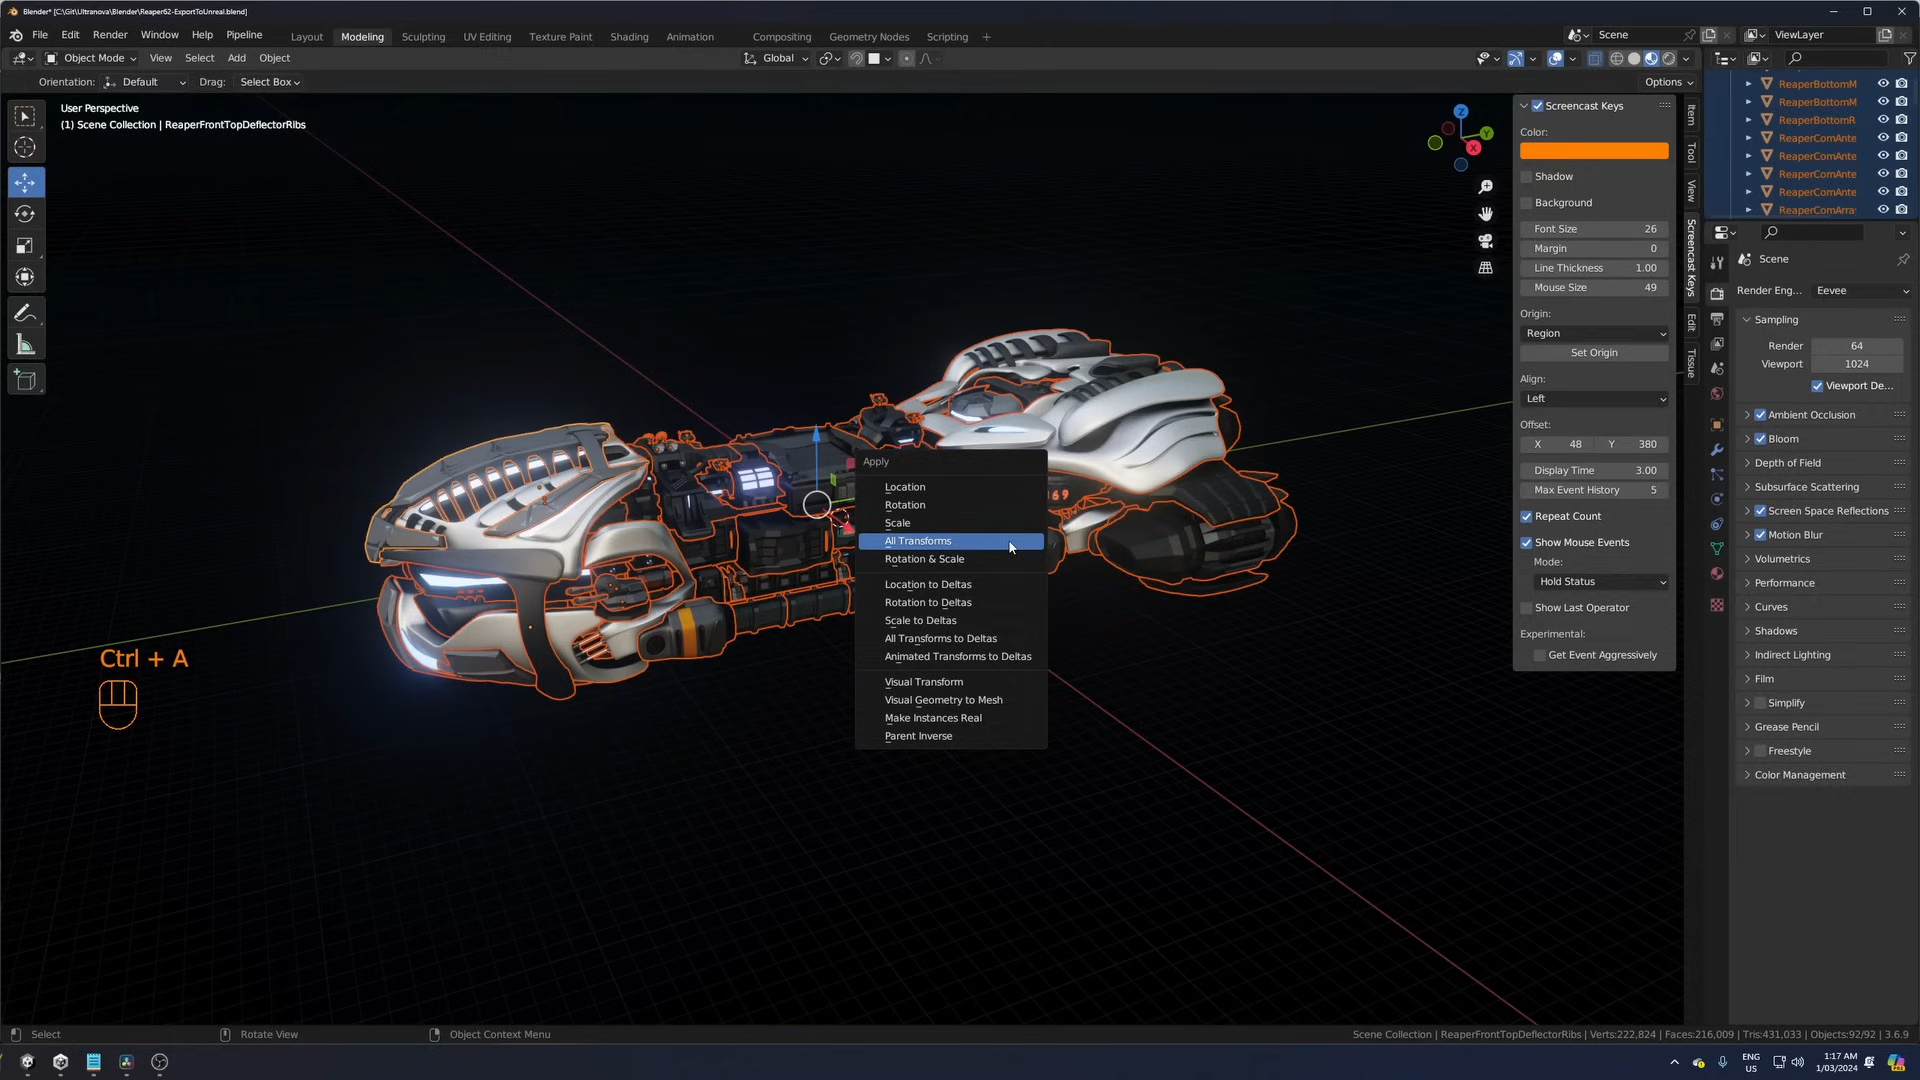 Blender* [C:\Git\Ultranova\Blender\Reaper62-ExportToUnreal.blend]
File Edit Render Window Help Pipeline
Layout Modeling Sculpting UV Editing Texture Paint Shading Animation Compositing Geometry Nodes Scripting
Scene
ViewLayer
Object Mode View Select Add Object
Global
Orientation: Default Drag: Select Box
Options
User Perspective
(1) Scene Collection | ReaperFrontTopDeflectorRibs
Z
Y
X
Ctrl + A
69
Apply
Location
Rotation
Scale
All Transforms
Rotation & Scale
Location to Deltas
Rotation to Deltas
Scale to Deltas
All Transforms to Deltas
Animated Transforms to Deltas
Visual Transform
Visual Geometry to Mesh
Make Instances Real
Parent Inverse
Screencast Keys
Color:
Shadow
Background
Font Size 26
Margin 0
Line Thickness 1.00
Mouse Size 49
Origin:
Region
Set Origin
Align:
Left
Offset:
X 48 Y 380
Display Time 3.00
Max Event History 5
Repeat Count
Show Mouse Events
Mode:
Hold Status
Show Last Operator
Experimental:
Get Event Aggressively
Item
Tool
View
Screencast Keys
Edit
Tissue
ReaperBottomM
ReaperBottomM
ReaperBottomR
ReaperComAnte
ReaperComAnte
ReaperComAnte
ReaperComAnte
ReaperComArra
Scene
Render Eng... Eevee
Sampling
Render 64
Viewport 1024
Viewport De...
Ambient Occlusion
Bloom
Depth of Field
Subsurface Scattering
Screen Space Reflections
Motion Blur
Volumetrics
Performance
Curves
Shadows
Indirect Lighting
Film
Simplify
Grease Pencil
Freestyle
Color Management
Select
Rotate View
Object Context Menu
Scene Collection | ReaperFrontTopDeflectorRibs | Verts:222,824 | Faces:216,009 | Tris:431,033 | Objects:92/92 | 3.6.9
ENG
US
1:17 AM
1/03/2024